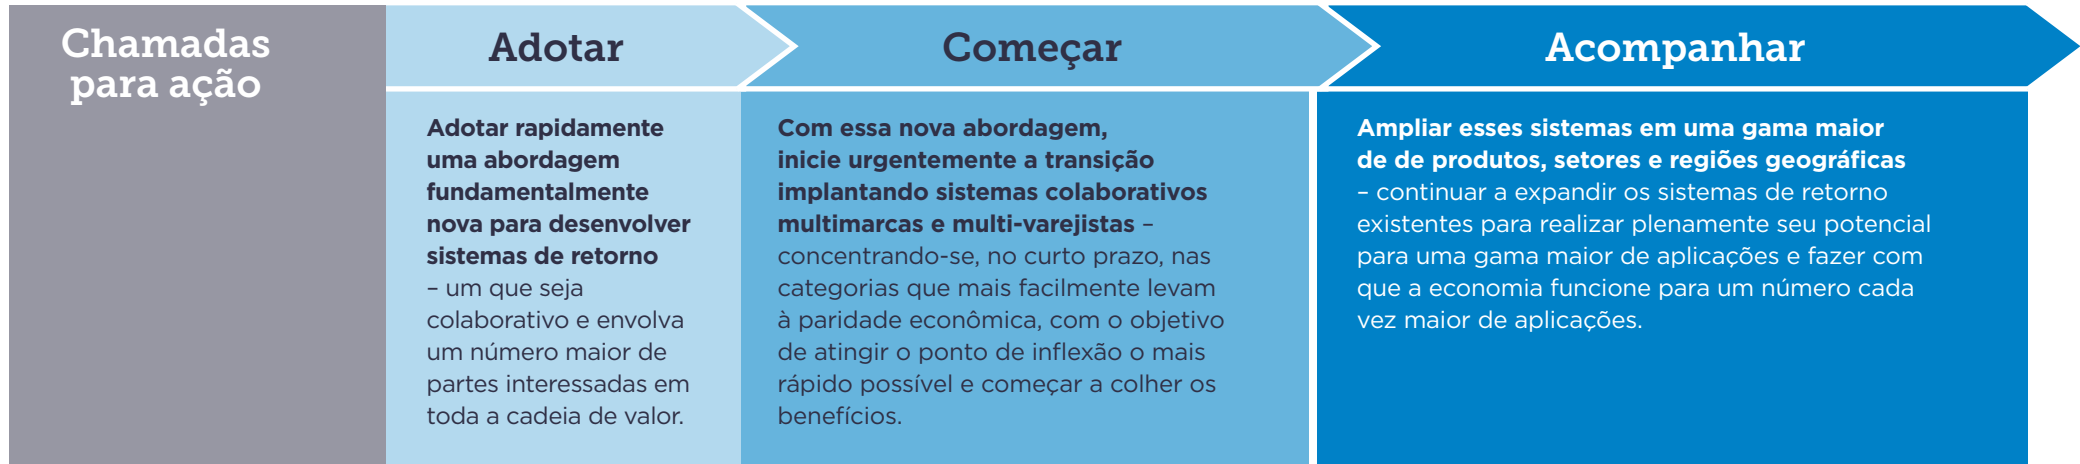 Chamadas
para ação
Adotar
Começar
Acompanhar
Adotar rapidamente
uma abordagem
fundamentalmente
nova para desenvolver
sistemas de retorno
– um que seja
colaborativo e envolva
um número maior de
partes interessadas em
toda a cadeia de valor.
Com essa nova abordagem,
inicie urgentemente a transição
implantando sistemas colaborativos
multimarcas e multi-varejistas –
concentrando-se, no curto prazo, nas
categorias que mais facilmente levam
à paridade econômica, com o objetivo
de atingir o ponto de inflexão o mais
rápido possível e começar a colher os
benefícios.
Ampliar esses sistemas em uma gama maior
de de produtos, setores e regiões geográficas
– continuar a expandir os sistemas de retorno
existentes para realizar plenamente seu potencial
para uma gama maior de aplicações e fazer com
que a economia funcione para um número cada
vez maior de aplicações.